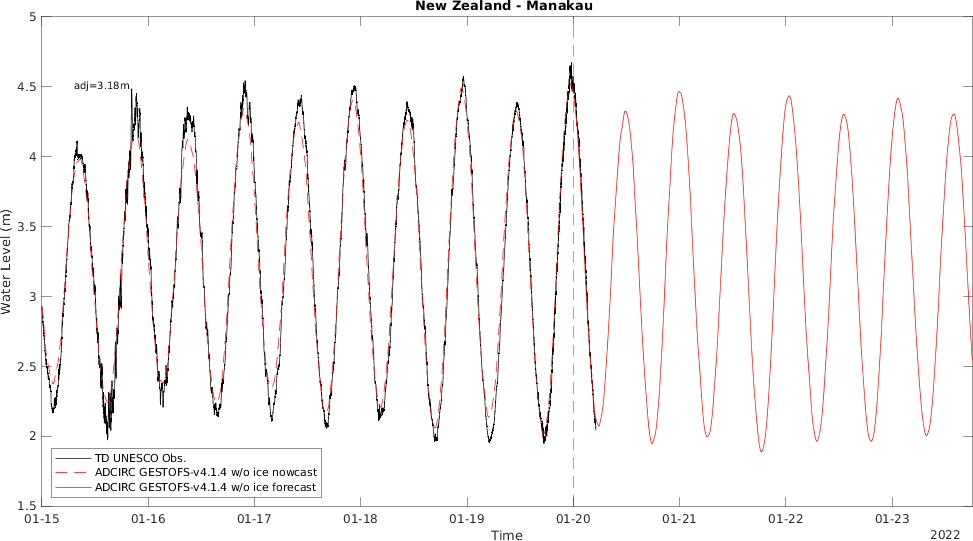 New Zealand - Manakau
5
4.5
4
3.5
3
2.5
2
1.5
Water Level (m)
adj=3.18m
TD UNESCO Obs.
ADCIRC GESTOFS-v4.1.4 w/o ice nowcast
ADCIRC GESTOFS-v4.1.4 w/o ice forecast
01-15 01-16 01-17 01-18 01-19 01-20 01-21 01-22 01-23
Time
2022